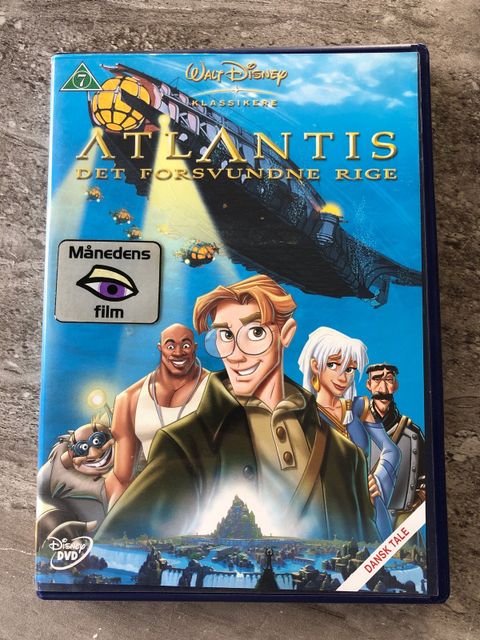 7
WALT DISNEY
KLASSIKERE
ATLANTIS
DET FORSVUNDNE RIGE
Månedens
film
Disney
DVD
DANSK TALE